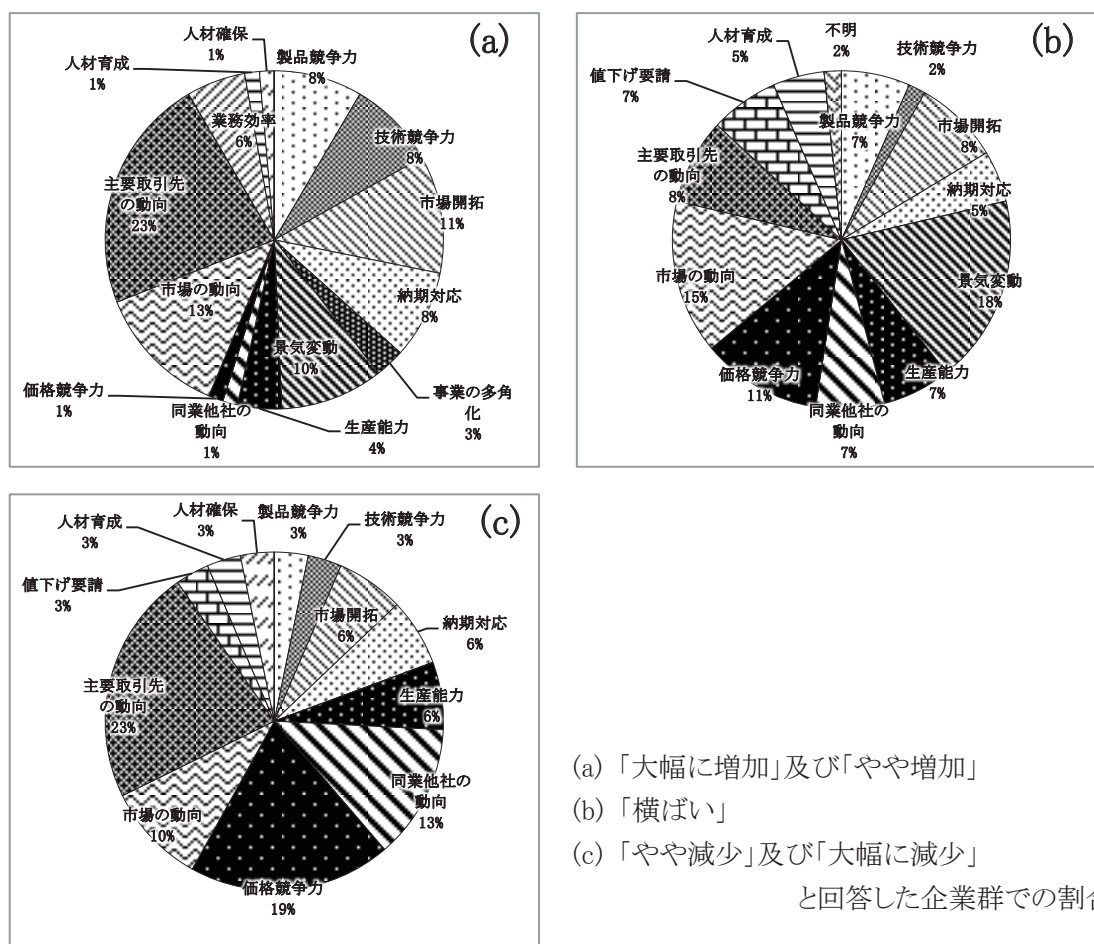 (a)
人材確保
1%
製品競争力
8%
人材育成
1%
業務効率
6%
技術競争力
8%
主要取引先
の動向
23%
市場開拓
11%
市場の動向
13%
納期対応
8%
景気変動
10%
価格競争力
1%
同業他社の
動向
1%
生産能力
4%
事業の多角
化
3%
(b)
人材育成
5%
不明
2%
技術競争力
2%
値下げ要請
7%
製品競争力
7%
市場開拓
8%
主要取引先
の動向
8%
納期対応
5%
市場の動向
15%
景気変動
18%
価格競争力
11%
同業他社の
動向
7%
生産能力
7%
(c)
人材育成
3%
人材確保
3%
製品競争力
3%
技術競争力
3%
値下げ要請
3%
市場開拓
6%
納期対応
6%
主要取引先
の動向
23%
生産能力
6%
市場の動向
10%
同業他社の
動向
13%
価格競争力
19%
(a) 「大幅に増加」及び「やや増加」
(b) 「横ばい」
(c) 「やや減少」及び「大幅に減少」
と回答した企業群での割合